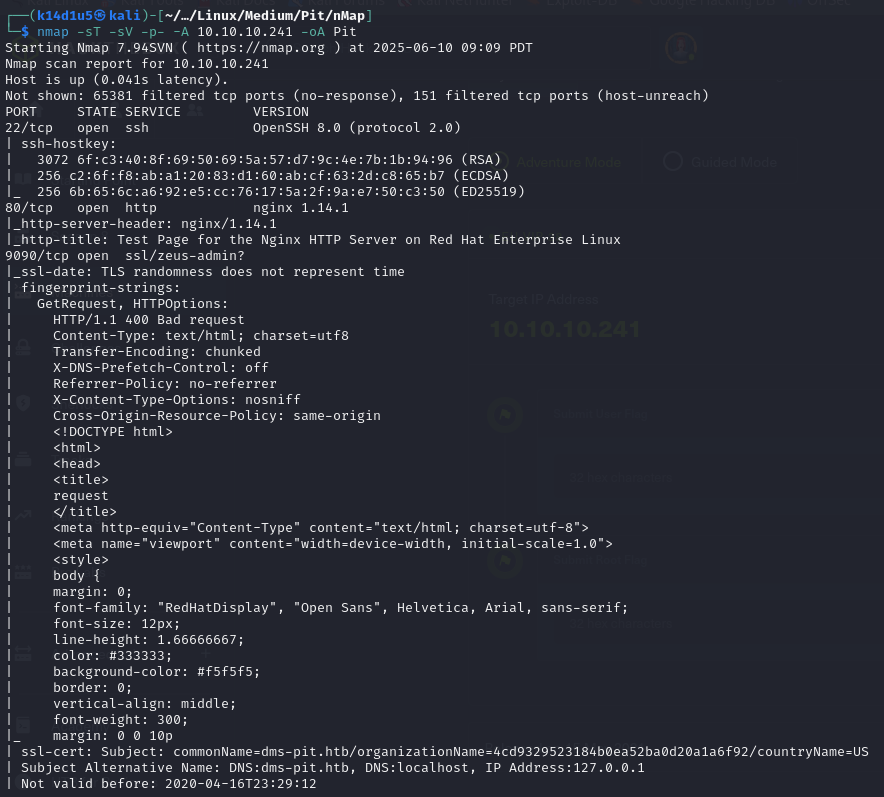 ┌──(k14d1u5㉿kali)-[~/…/Linux/Medium/Pit/nMap]
└─$ nmap -sT -sV -p- -A 10.10.10.241 -oA Pit
Starting Nmap 7.94SVN ( https://nmap.org ) at 2025-06-10 09:09 PDT
Nmap scan report for 10.10.10.241
Host is up (0.041s latency).
Not shown: 65381 filtered tcp ports (no-response), 151 filtered tcp ports (host-unreach)
PORT     STATE SERVICE         VERSION
22/tcp   open  ssh             OpenSSH 8.0 (protocol 2.0)
| ssh-hostkey:
|   3072 6f:c3:40:8f:69:50:69:5a:57:d7:9c:4e:7b:1b:94:96 (RSA)
|   256 c2:6f:f8:ab:a1:20:83:d1:60:ab:cf:63:2d:c8:65:b7 (ECDSA)
|_  256 6b:65:6c:a6:92:e5:cc:76:17:5a:2f:9a:e7:50:c3:50 (ED25519)
80/tcp   open  http            nginx 1.14.1
|_http-server-header: nginx/1.14.1
|_http-title: Test Page for the Nginx HTTP Server on Red Hat Enterprise Linux
9090/tcp open  ssl/zeus-admin?
|_ssl-date: TLS randomness does not represent time
| fingerprint-strings:
|   GetRequest, HTTPOptions:
|     HTTP/1.1 400 Bad request
|     Content-Type: text/html; charset=utf8
|     Transfer-Encoding: chunked
|     X-DNS-Prefetch-Control: off
|     Referrer-Policy: no-referrer
|     X-Content-Type-Options: nosniff
|     Cross-Origin-Resource-Policy: same-origin
|     <!DOCTYPE html>
|     <html>
|     <head>
|     <title>
|     request
|     </title>
|     <meta http-equiv="Content-Type" content="text/html; charset=utf-8">
|     <meta name="viewport" content="width=device-width, initial-scale=1.0">
|     <style>
|     body {
|     margin: 0;
|     font-family: "RedHatDisplay", "Open Sans", Helvetica, Arial, sans-serif;
|     font-size: 12px;
|     line-height: 1.66666667;
|     color: #333333;
|     background-color: #f5f5f5;
|     border: 0;
|     vertical-align: middle;
|     font-weight: 300;
|_    margin: 0 0 10p
| ssl-cert: Subject: commonName=dms-pit.htb/organizationName=4cd9329523184b0ea52ba0d20a1a6f92/countryName=US
| Subject Alternative Name: DNS:dms-pit.htb, DNS:localhost, IP Address:127.0.0.1
| Not valid before: 2020-04-16T23:29:12
Adventure Mode
Guided Mode
Target IP Address
10.10.10.241